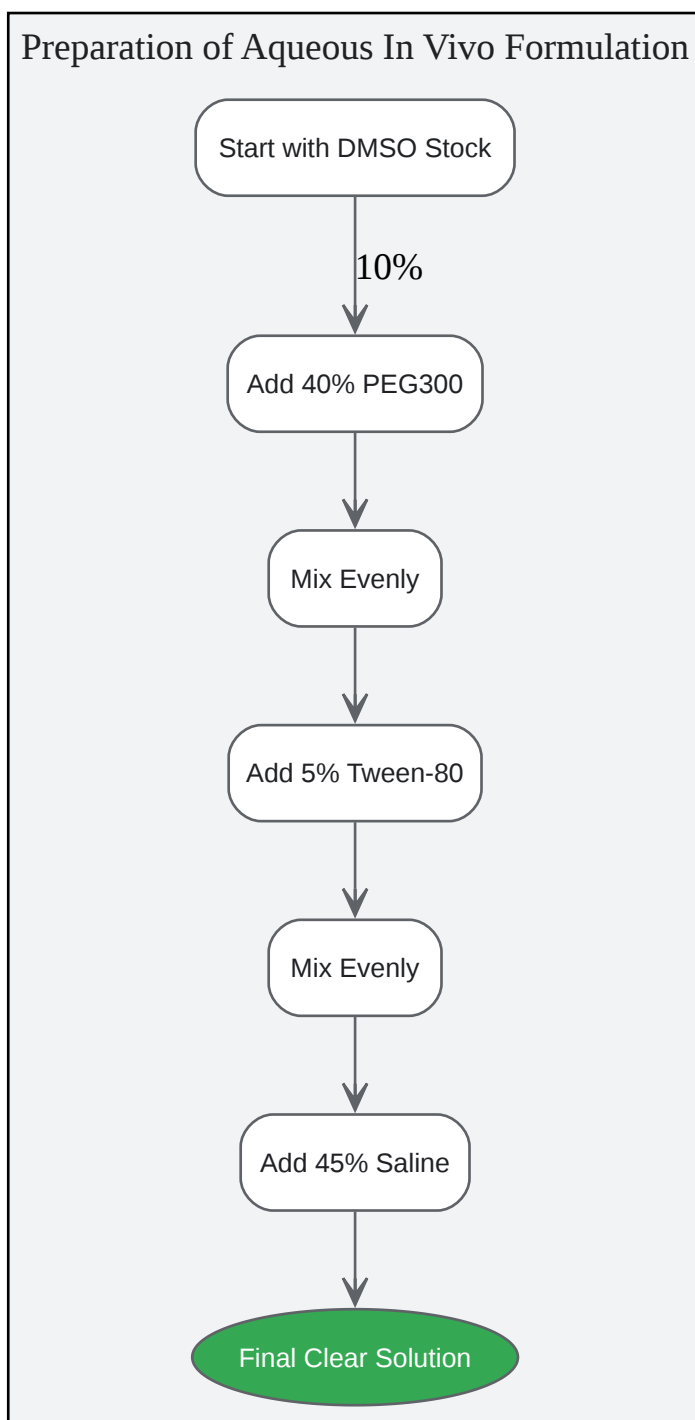 Preparation of Aqueous In Vivo Formulation
Start with DMSO Stock
10%
Add 40% PEG300
Mix Evenly
Add 5% Tween-80
Mix Evenly
Add 45% Saline
Final Clear Solution